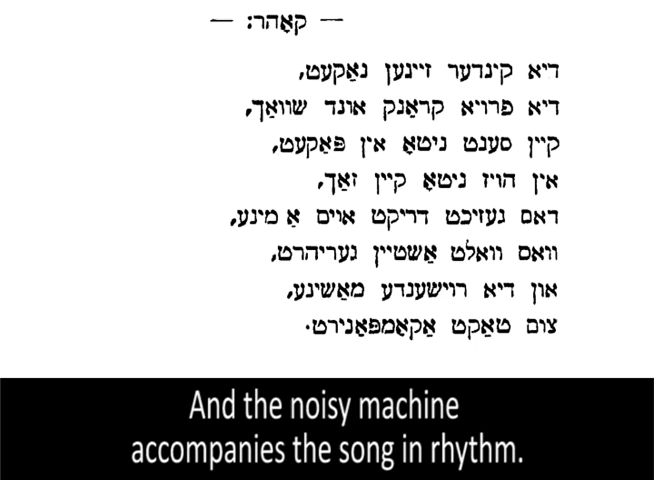 — קאָהר: —
דיא קינדער זיינען נאַקעט,
דיא פרויא קראַנק אונד שוואַך,
קיין סענט ניטאָ אין פּאַקעט,
אין הויז ניטאָ קיין זאַך,
דאס געזיכט דריקט אויס אַ מינע,
וואס וואלט אַשטיין גערירהרט,
און דיא רוישענדע מאַשינע,
צום טאַקט אַקאָמפּאַנירט.
And the noisy machine
accompanies the song in rhythm.